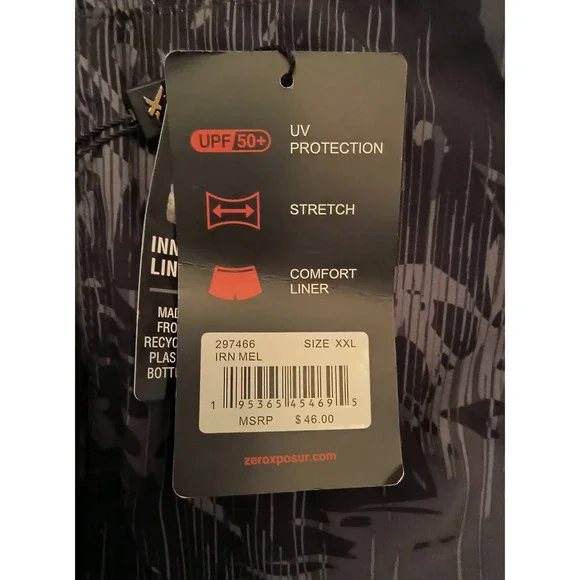 UPF 50+
UV
PROTECTION
STRETCH
COMFORT
LINER
297466 SIZE XXL
IRN MEL
1 95365 45469 5
MSRP $ 46.00
zeroxposur.com
INN
LIN
MAD
FRO
RECYC
PLAS
BOTTU